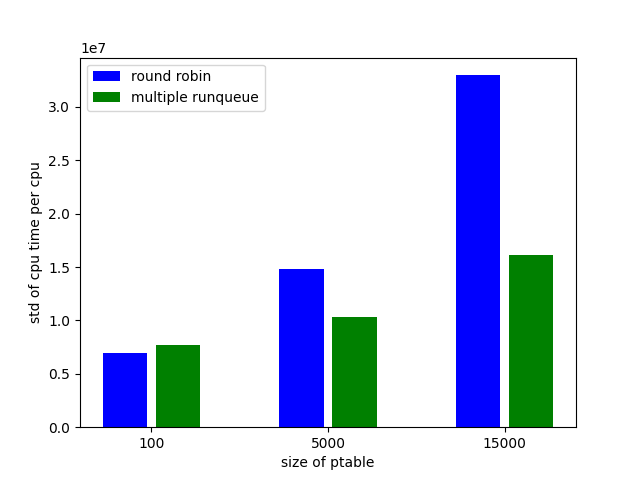 1e7
round robin
multiple runqueue
3.0
2.5
2.0
1.5
1.0
0.5
0.0
std of cpu time per cpu
100 5000 15000
size of ptable